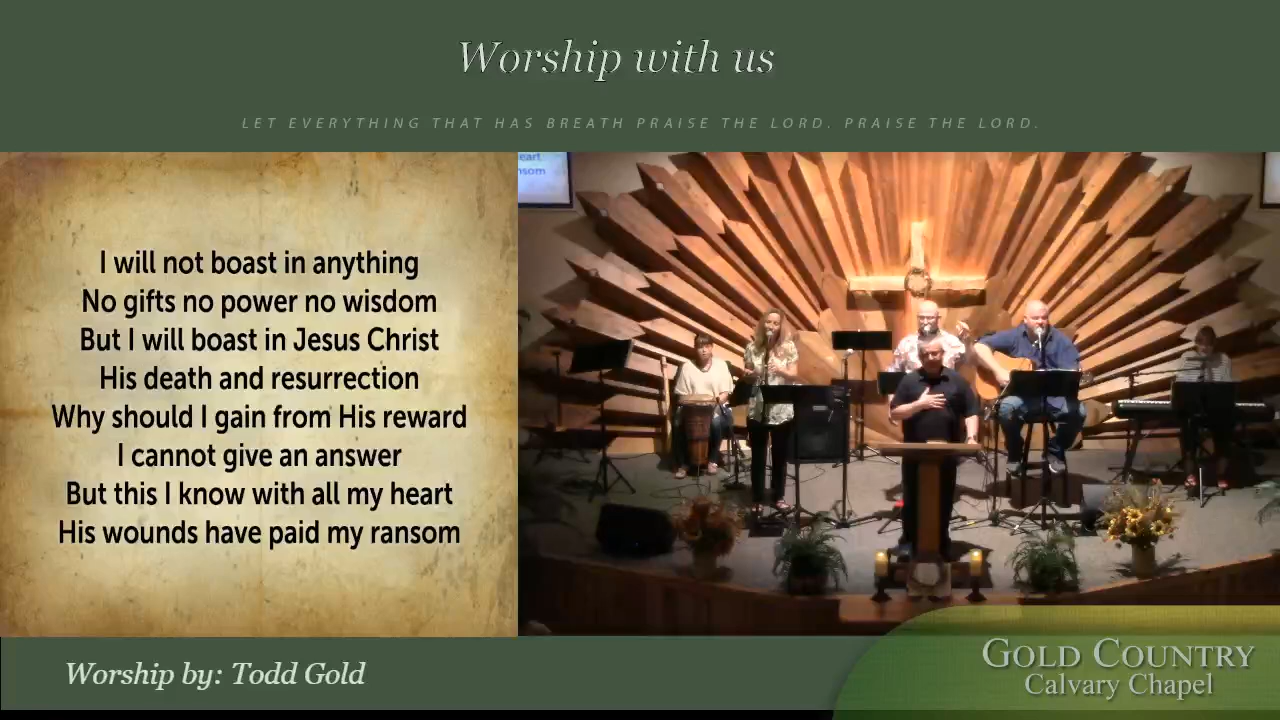 Worship with us
LET EVERYTHING THAT HAS BREATH PRAISE THE LORD. PRAISE THE LORD.
eart
nsom
I will not boast in anything
No gifts no power no wisdom
But I will boast in Jesus Christ
His death and resurrection
Why should I gain from His reward
I cannot give an answer
But this I know with all my heart
His wounds have paid my ransom
Worship by: Todd Gold
GOLD COUNTRY
Calvary Chapel